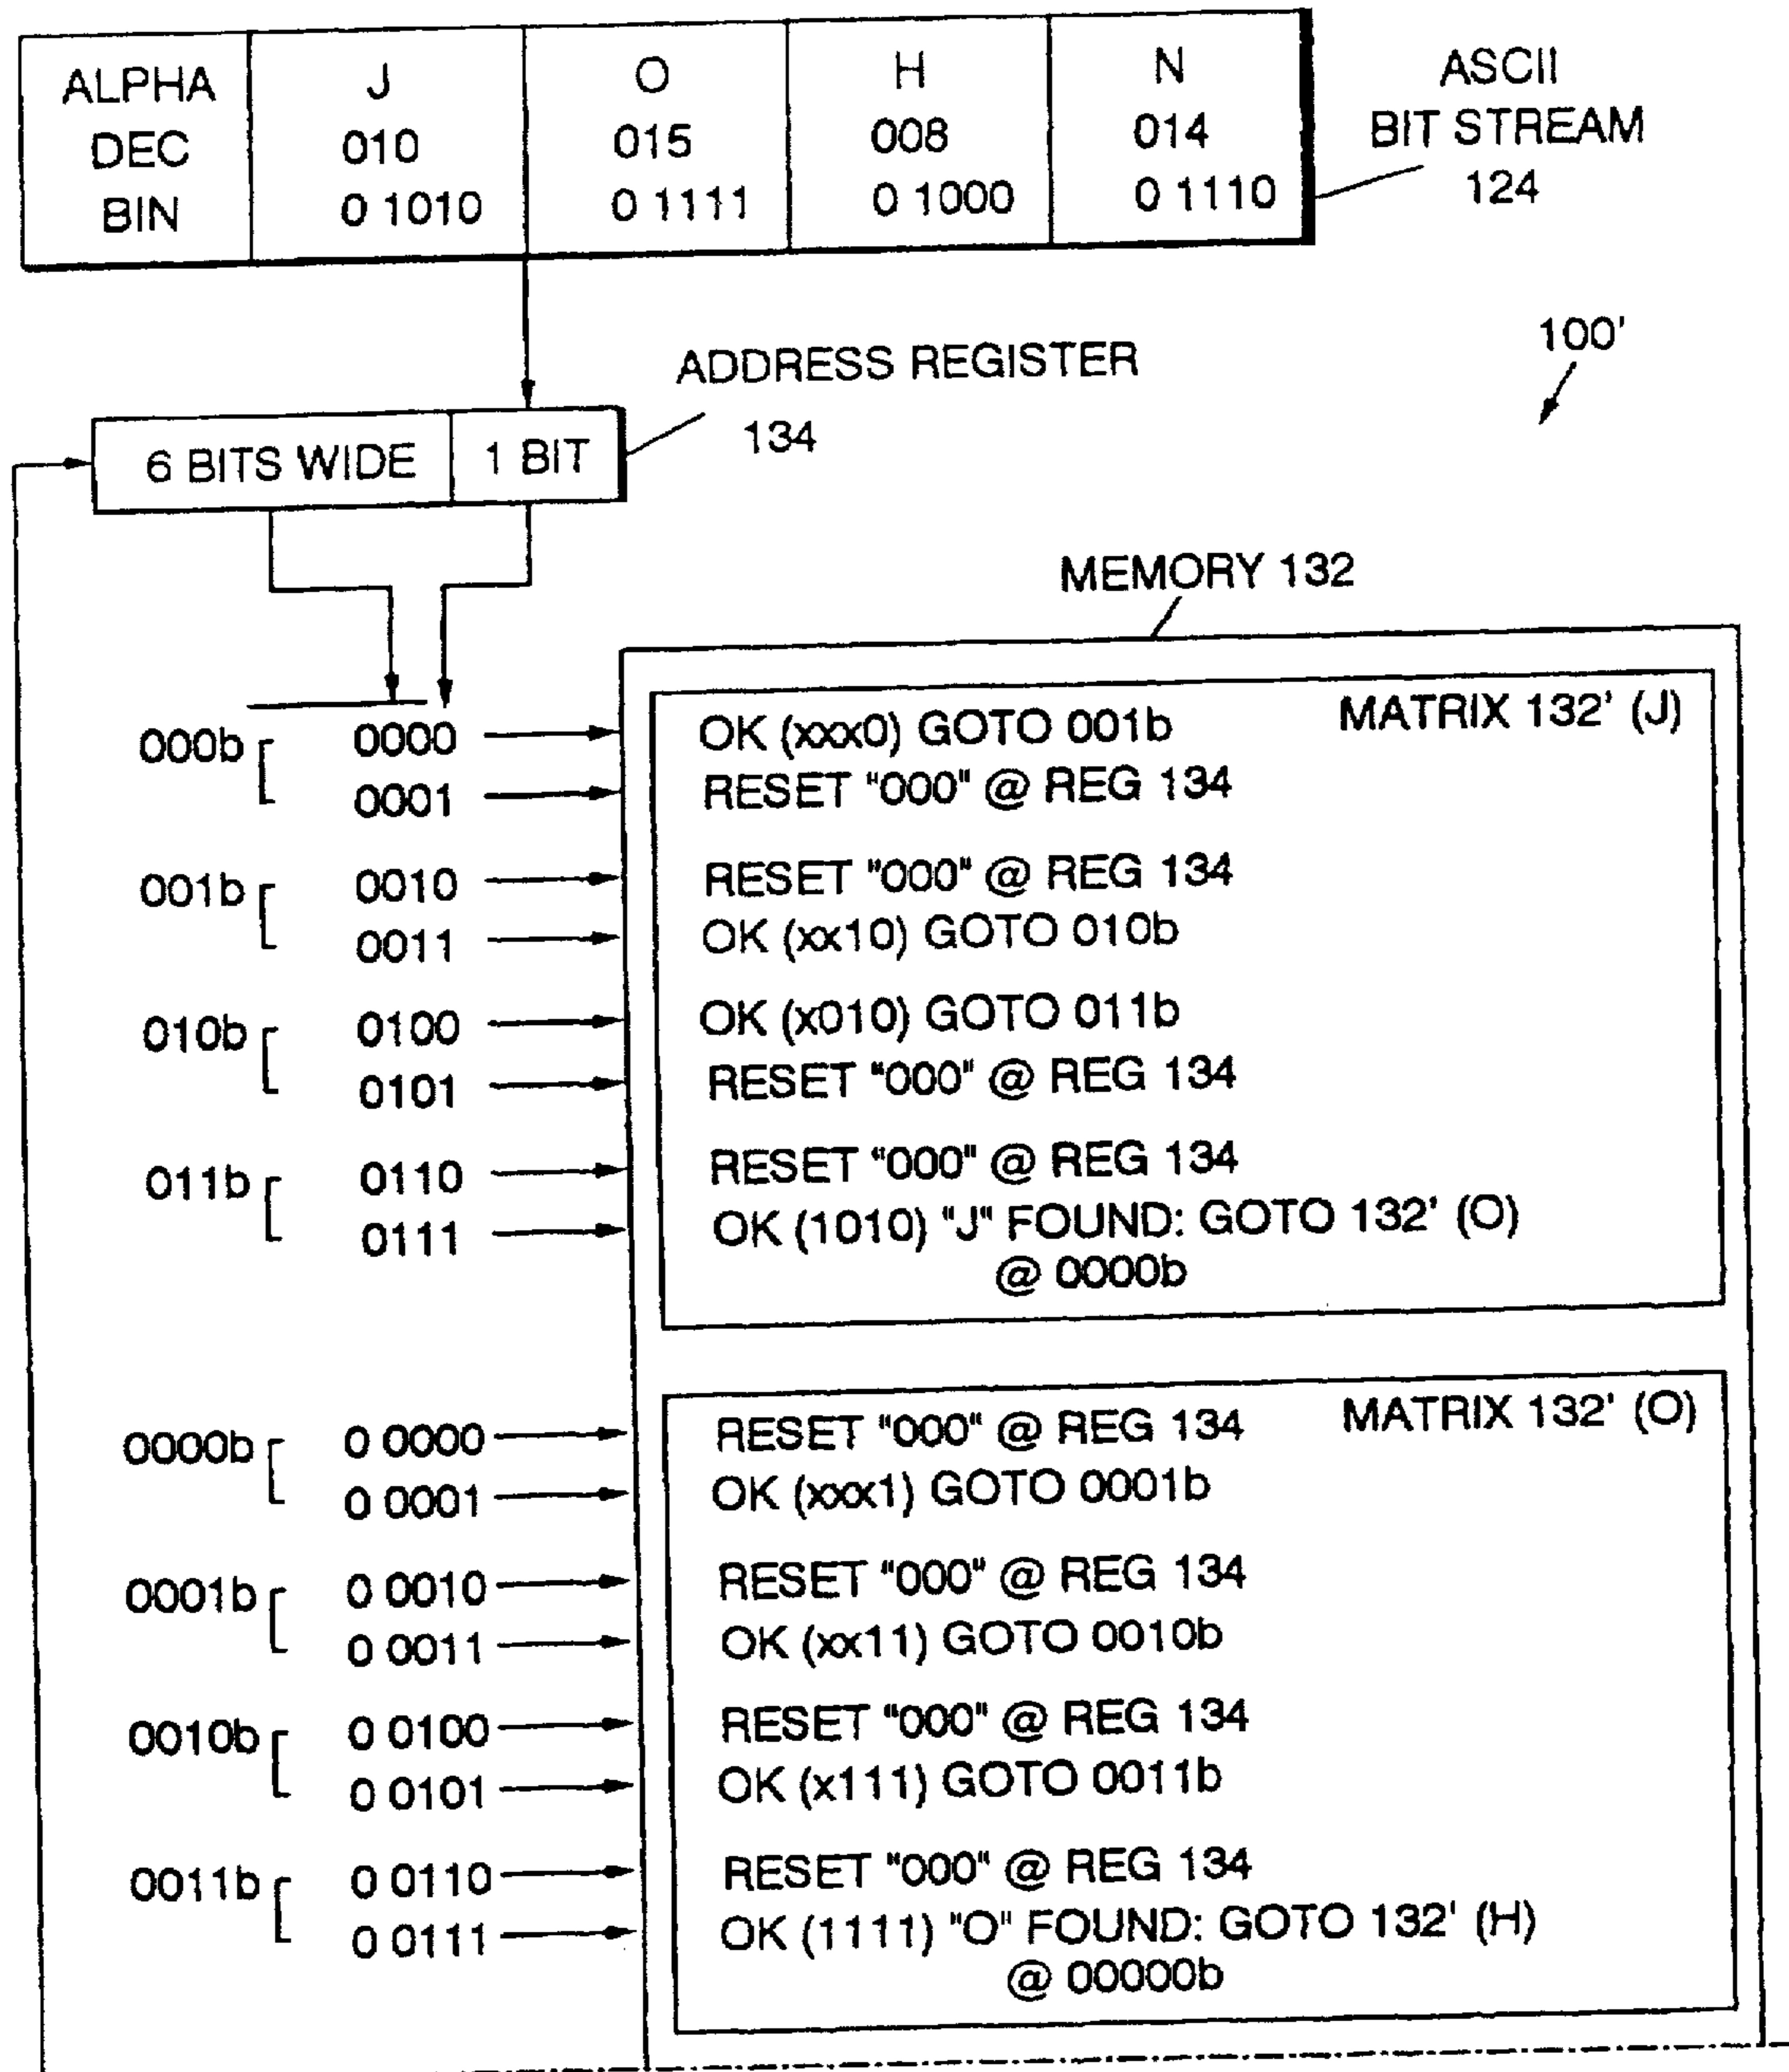 ALPHA J O H N
DEC 010 015 008 014
BIN 0 1010 0 1111 0 1000 0 1110
ASCII
BIT STREAM
124
100'
ADDRESS REGISTER
134
6 BITS WIDE 1 BIT
MEMORY 132
MATRIX 132' (J)
000b 0000 OK (xxx0) GOTO 001b
0001 RESET "000" @ REG 134
001b 0010 RESET "000" @ REG 134
0011 OK (xx10) GOTO 010b
010b 0100 OK (x010) GOTO 011b
0101 RESET "000" @ REG 134
011b 0110 RESET "000" @ REG 134
0111 OK (1010) "J" FOUND: GOTO 132' (O)
@ 0000b
MATRIX 132' (O)
0000b 0 0000 RESET "000" @ REG 134
0 0001 OK (xxx1) GOTO 0001b
0001b 0 0010 RESET "000" @ REG 134
0 0011 OK (xx11) GOTO 0010b
0010b 0 0100 RESET "000" @ REG 134
0 0101 OK (x111) GOTO 0011b
0011b 0 0110 RESET "000" @ REG 134
0 0111 OK (1111) "O" FOUND: GOTO 132' (H)
@ 00000b